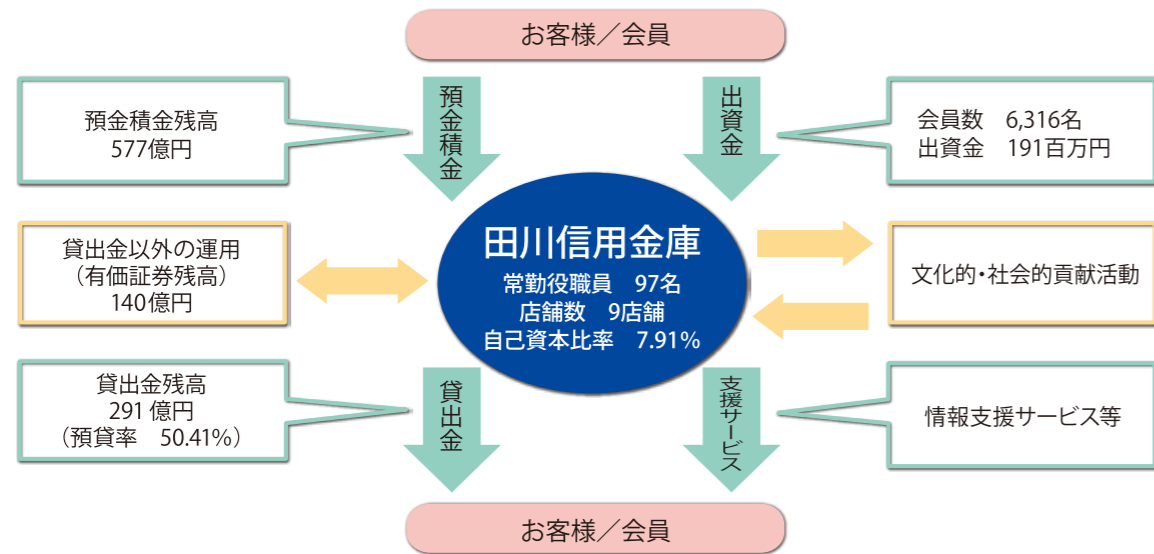 お客様／会員
預金積金
出資金
預金積金残高
577億円
会員数　6,316名
出資金　191百万円
貸出金以外の運用
（有価証券残高）
140億円
田川信用金庫
常勤役職員　97名
店舗数　9店舗
自己資本比率　7.91%
文化的・社会的貢献活動
貸出金残高
291億円
（預貸率　50.41%）
貸出金
支援サービス
情報支援サービス等
お客様／会員